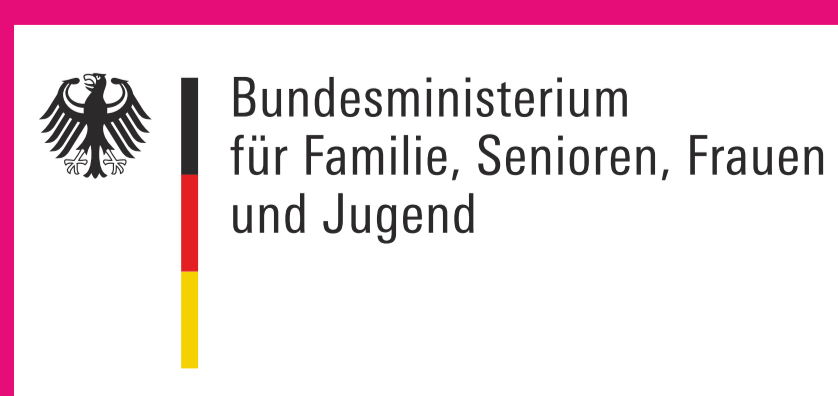 Bundesministerium
für Familie, Senioren, Frauen
und Jugend